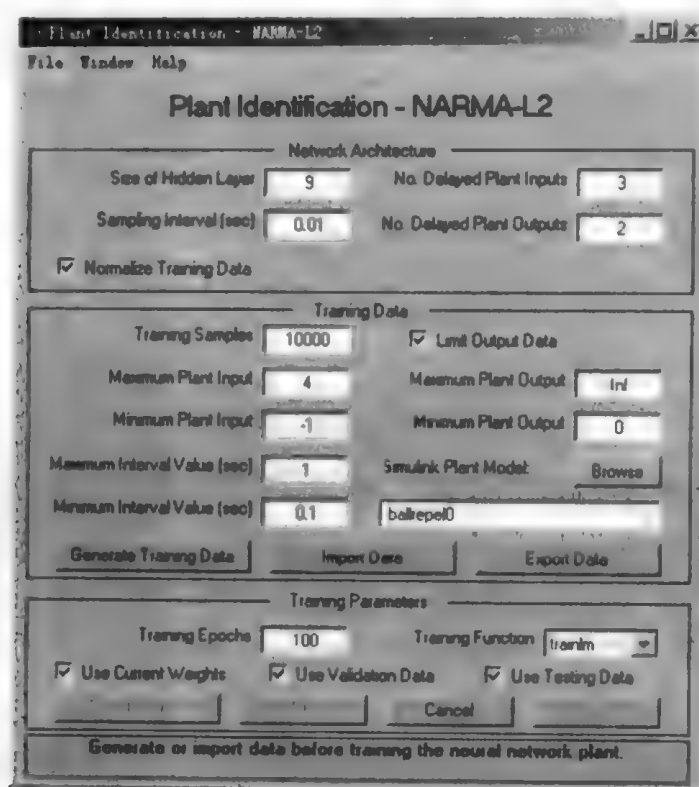 Plant Identification - NARMA-L2
File Window Help
Plant Identification - NARMA-L2
Network Architecture
Size of Hidden Layer 9 No. Delayed Plant Inputs 3
Sampling Interval (sec) 0.01 No. Delayed Plant Outputs 2
Normalize Training Data
Training Data
Training Samples 10000 Limit Output Data
Maximum Plant Input 4 Maximum Plant Output Inf
Minimum Plant Input -1 Minimum Plant Output 0
Maximum Interval Value (sec) 1 Simulink Plant Model: Browse
Minimum Interval Value (sec) 0.1 ballrepel0
Generate Training Data Import Data Export Data
Training Parameters
Training Epochs 100 Training Function trainlm
Use Current Weights Use Validation Data Use Testing Data
Cancel
Generate or import data before training the neural network plant.